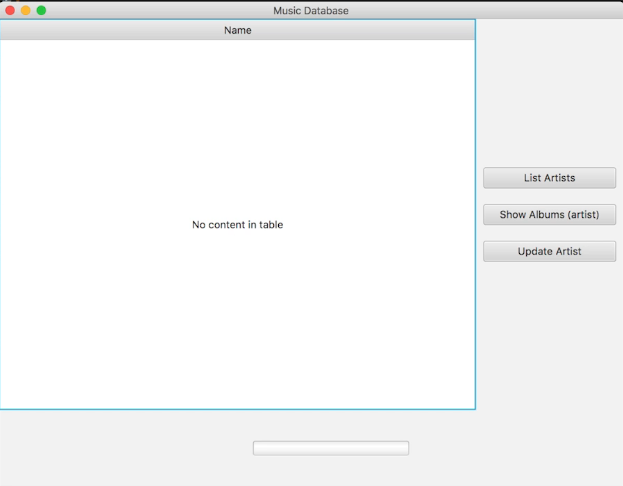 Music Database
Name
No content in table
List Artists
Show Albums (artist)
Update Artist